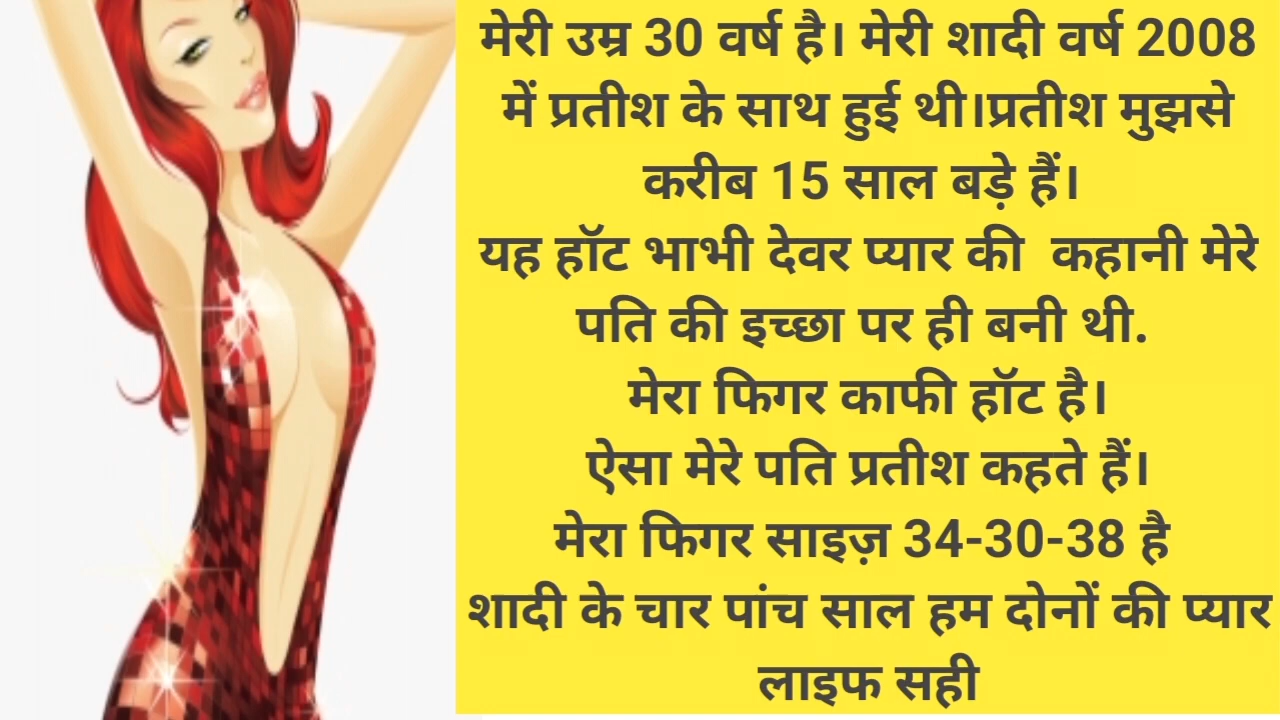 मेरी उम्र 30 वर्ष है। मेरी शादी वर्ष 2008
में प्रतीश के साथ हुई थी।प्रतीश मुझसे
करीब 15 साल बड़े हैं।
यह हॉट भाभी देवर प्यार की कहानी मेरे
पति की इच्छा पर ही बनी थी.
मेरा फिगर काफी हॉट है।
ऐसा मेरे पति प्रतीश कहते हैं।
मेरा फिगर साइज़ 34-30-38 है
शादी के चार पांच साल हम दोनों की प्यार
लाइफ सही